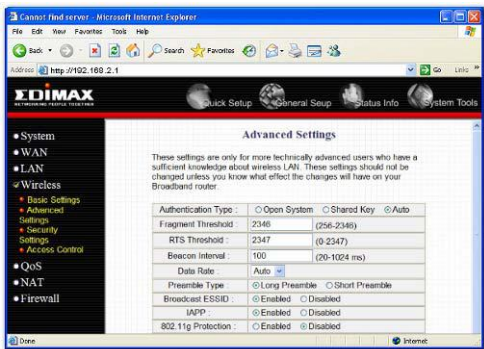 Cannot find server - Microsoft Internet Explorer
File Edit View Favorites Tools Help
Back Search Favorites
Address http://192.168.2.1 Go Links »
EDIMAX
NETWORKING PEOPLE TOGETHER
Quick Setup General Seup Status Info System Tools
System
WAN
LAN
Wireless
Basic Settings
Advanced
Settings
Security
Settings
Access Control
QoS
NAT
Firewall
Advanced Settings
These settings are only for more technically advanced users who have a
sufficient knowledge about wireless LAN. These settings should not be
changed unless you know what effect the changes will have on your
Broadband router.
Authentication Type : Open System Shared Key Auto
Fragment Threshold : 2346 (256-2346)
RTS Threshold : 2347 (0-2347)
Beacon Interval : 100 (20-1024 ms)
Data Rate : Auto
Preamble Type : Long Preamble Short Preamble
Broadcast ESSID : Enabled Disabled
IAPP : Enabled Disabled
802.11g Protection : Enabled Disabled
Done Internet